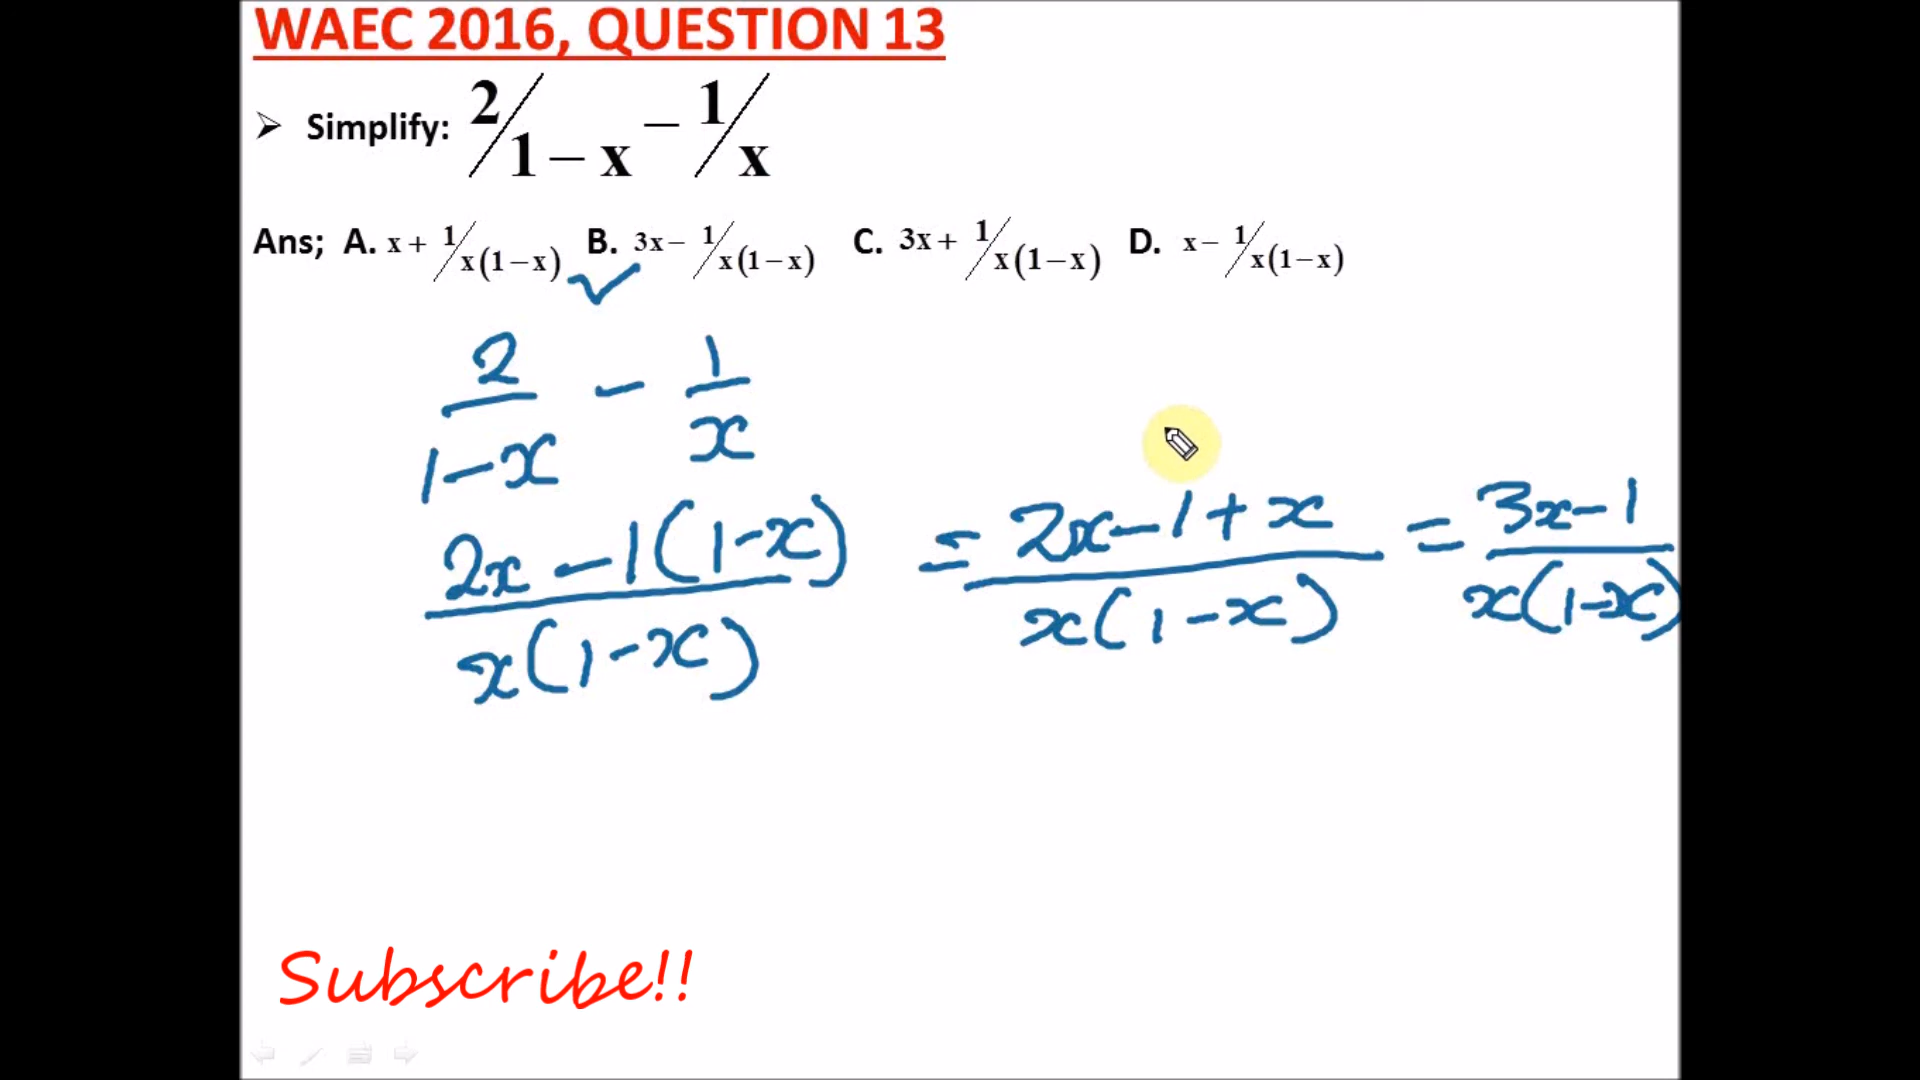 WAEC 2016, QUESTION 13
➢ Simplify: 2/1 – x – 1/x
Ans; A. x + 1/x(1 – x) B. 3x – 1/x(1 – x) C. 3x + 1/x(1 – x) D. x – 1/x(1 – x)
✓
2/1-x - 1/x
2x - 1(1-x)/x(1-x) = 2x-1+x/x(1-x) = 3x-1/x(1-x)
Subscribe!!